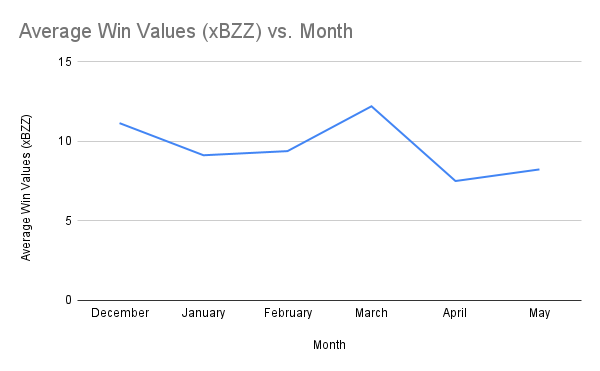 Average Win Values (xBZZ) vs. Month
15
10
5
0
Average Win Values (xBZZ)
December January February March April May
Month